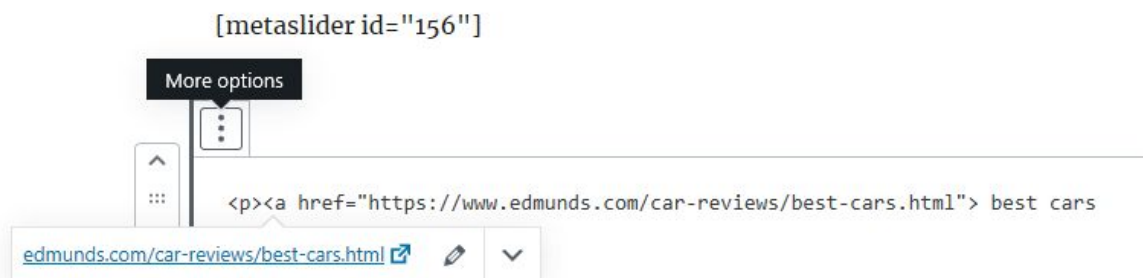 [metaslider id="156"]
More options
<p><a href="https://www.edmunds.com/car-reviews/best-cars.html"> best cars
edmunds.com/car-reviews/best-cars.html